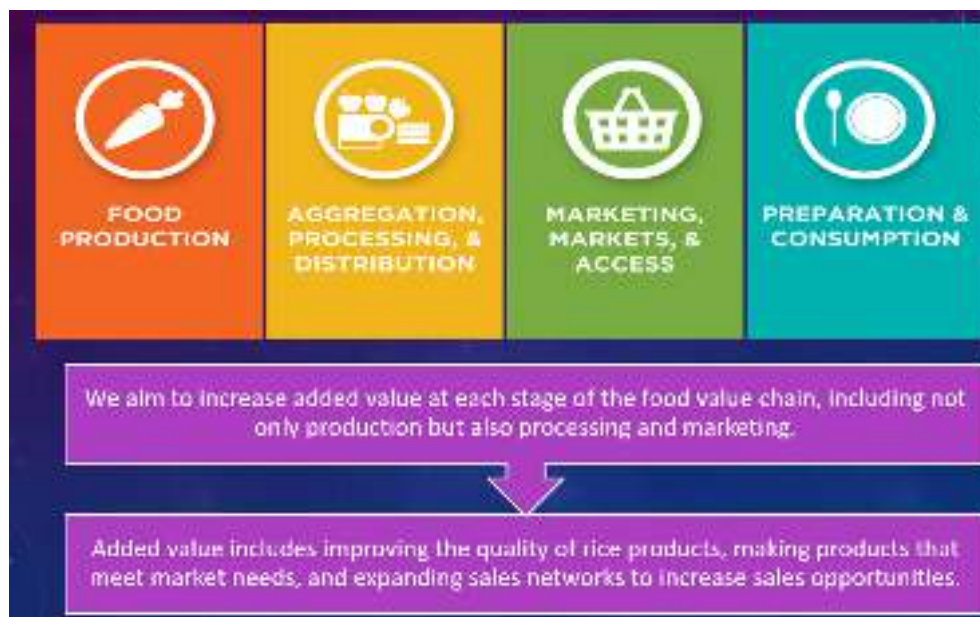 FOOD
PRODUCTION
AGGREGATION,
PROCESSING, &
DISTRIBUTION
MARKETING,
MARKETS, &
ACCESS
PREPARATION &
CONSUMPTION
We aim to increase added value at each stage of the food value chain, including not
only production but also processing and marketing.
Added value includes improving the quality of rice products, making products that
meet market needs, and expanding sales networks to increase sales opportunities.